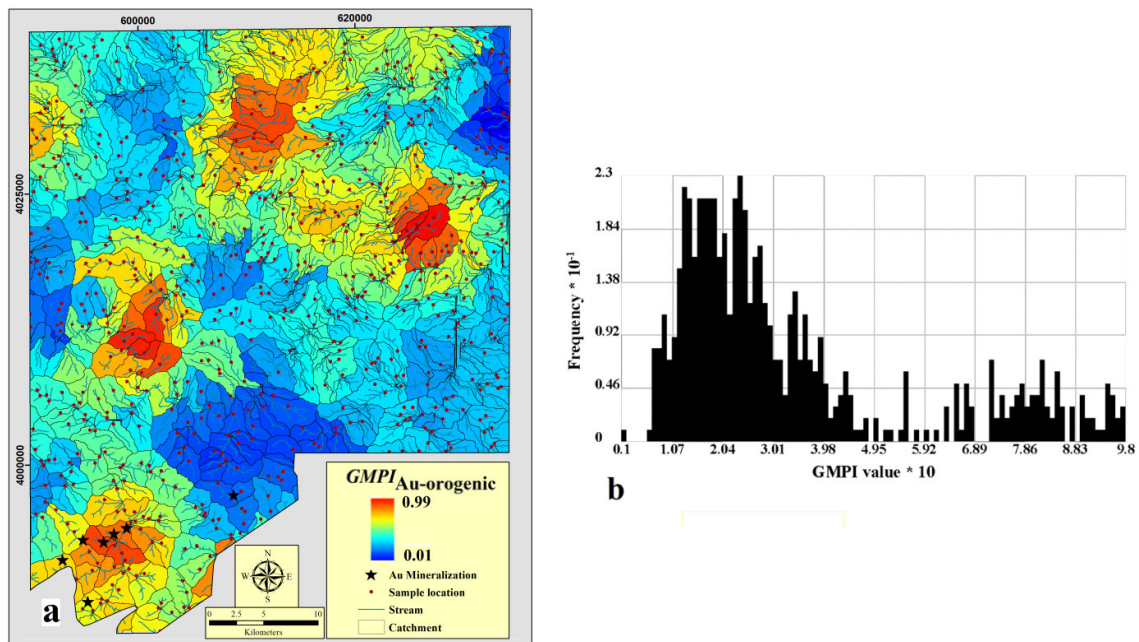 600000
620000
4025000
4000000
GMPI Au-orogenic
0.99
0.01
Au Mineralization
Sample location
Stream
Catchment
N
W E
S
0 2.5 5 10
Kilometers
a
2.3
1.84
1.38
0.92
0.46
0
Frequency * 10-1
0.1 1.07 2.04 3.01 3.98 4.95 5.92 6.89 7.86 8.83 9.8
GMPI value * 10
b